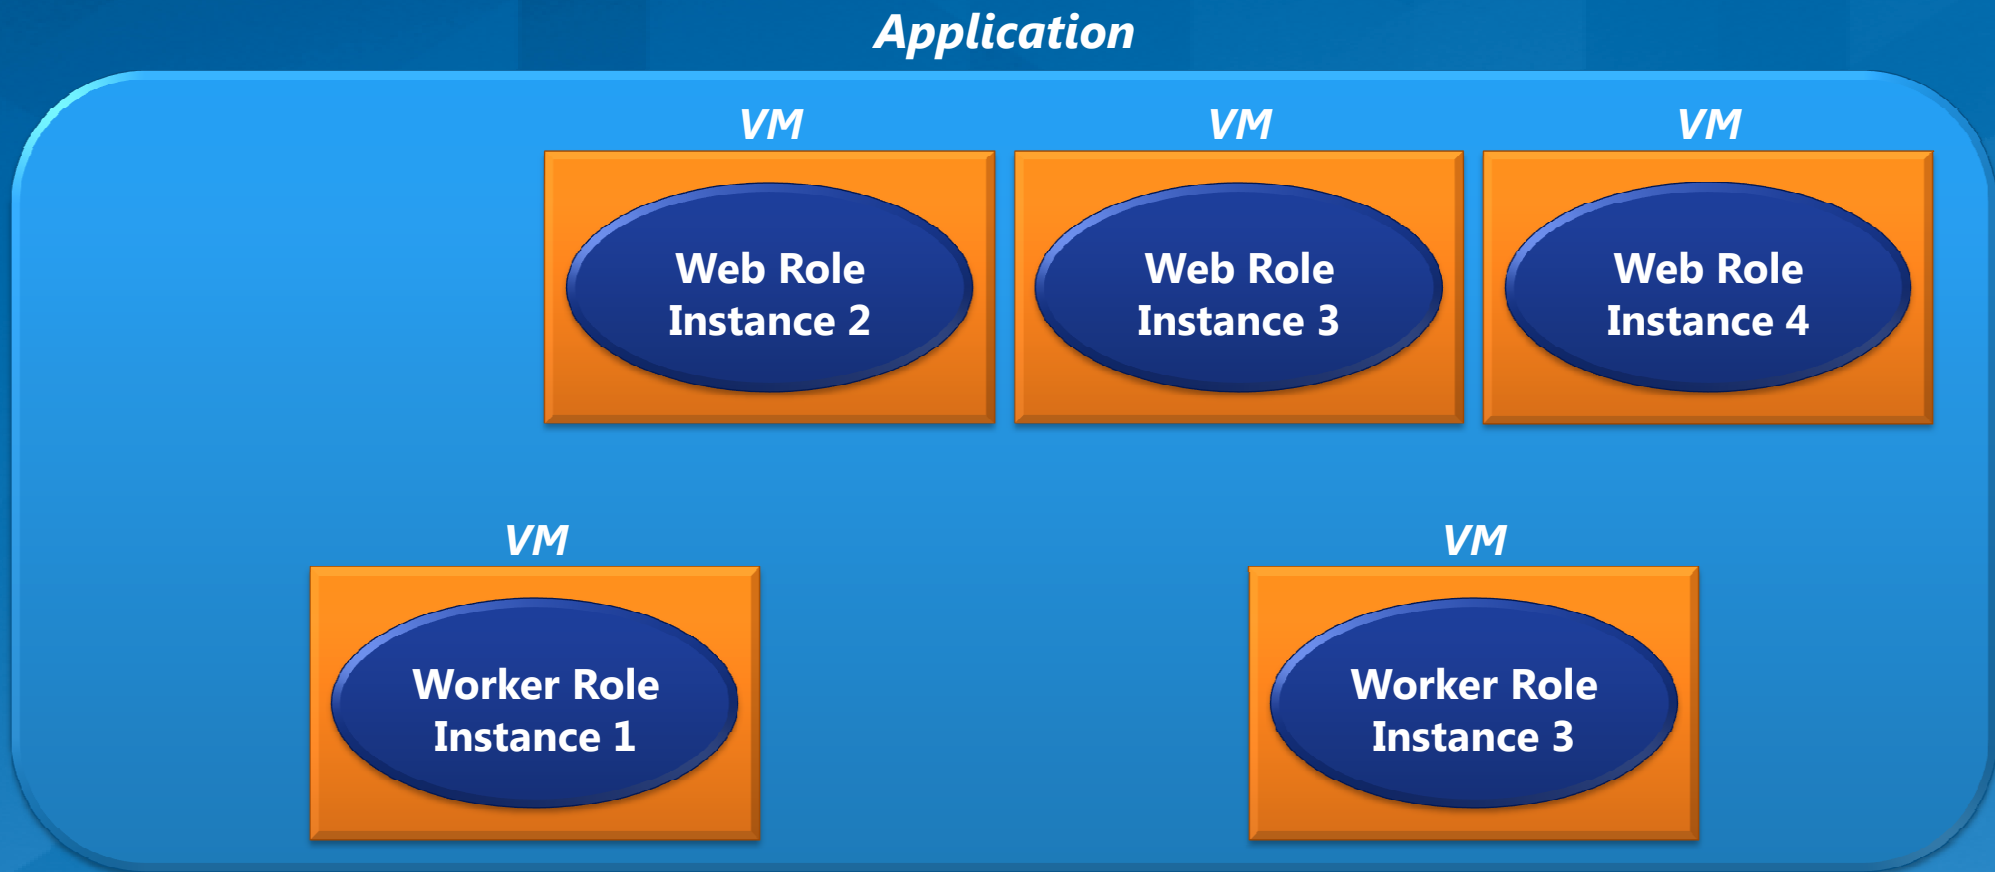 Application
VM
VM
VM
Web Role
Instance 2
Web Role
Instance 3
Web Role
Instance 4
VM
VM
Worker Role
Instance 1
Worker Role
Instance 3